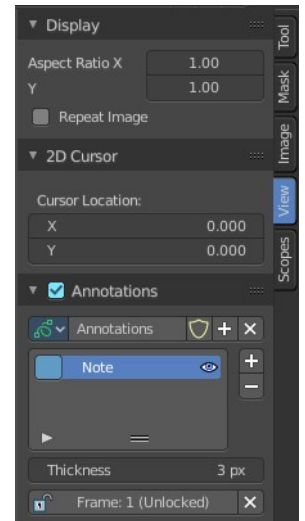 Display
Aspect Ratio X 1.00
Y 1.00
Repeat Image
2D Cursor
Cursor Location:
X 0.000
Y 0.000
Annotations
Annotations
Note
Thickness 3 px
Frame: 1 (Unlocked)
Tool
Mask
Image
View
Scopes